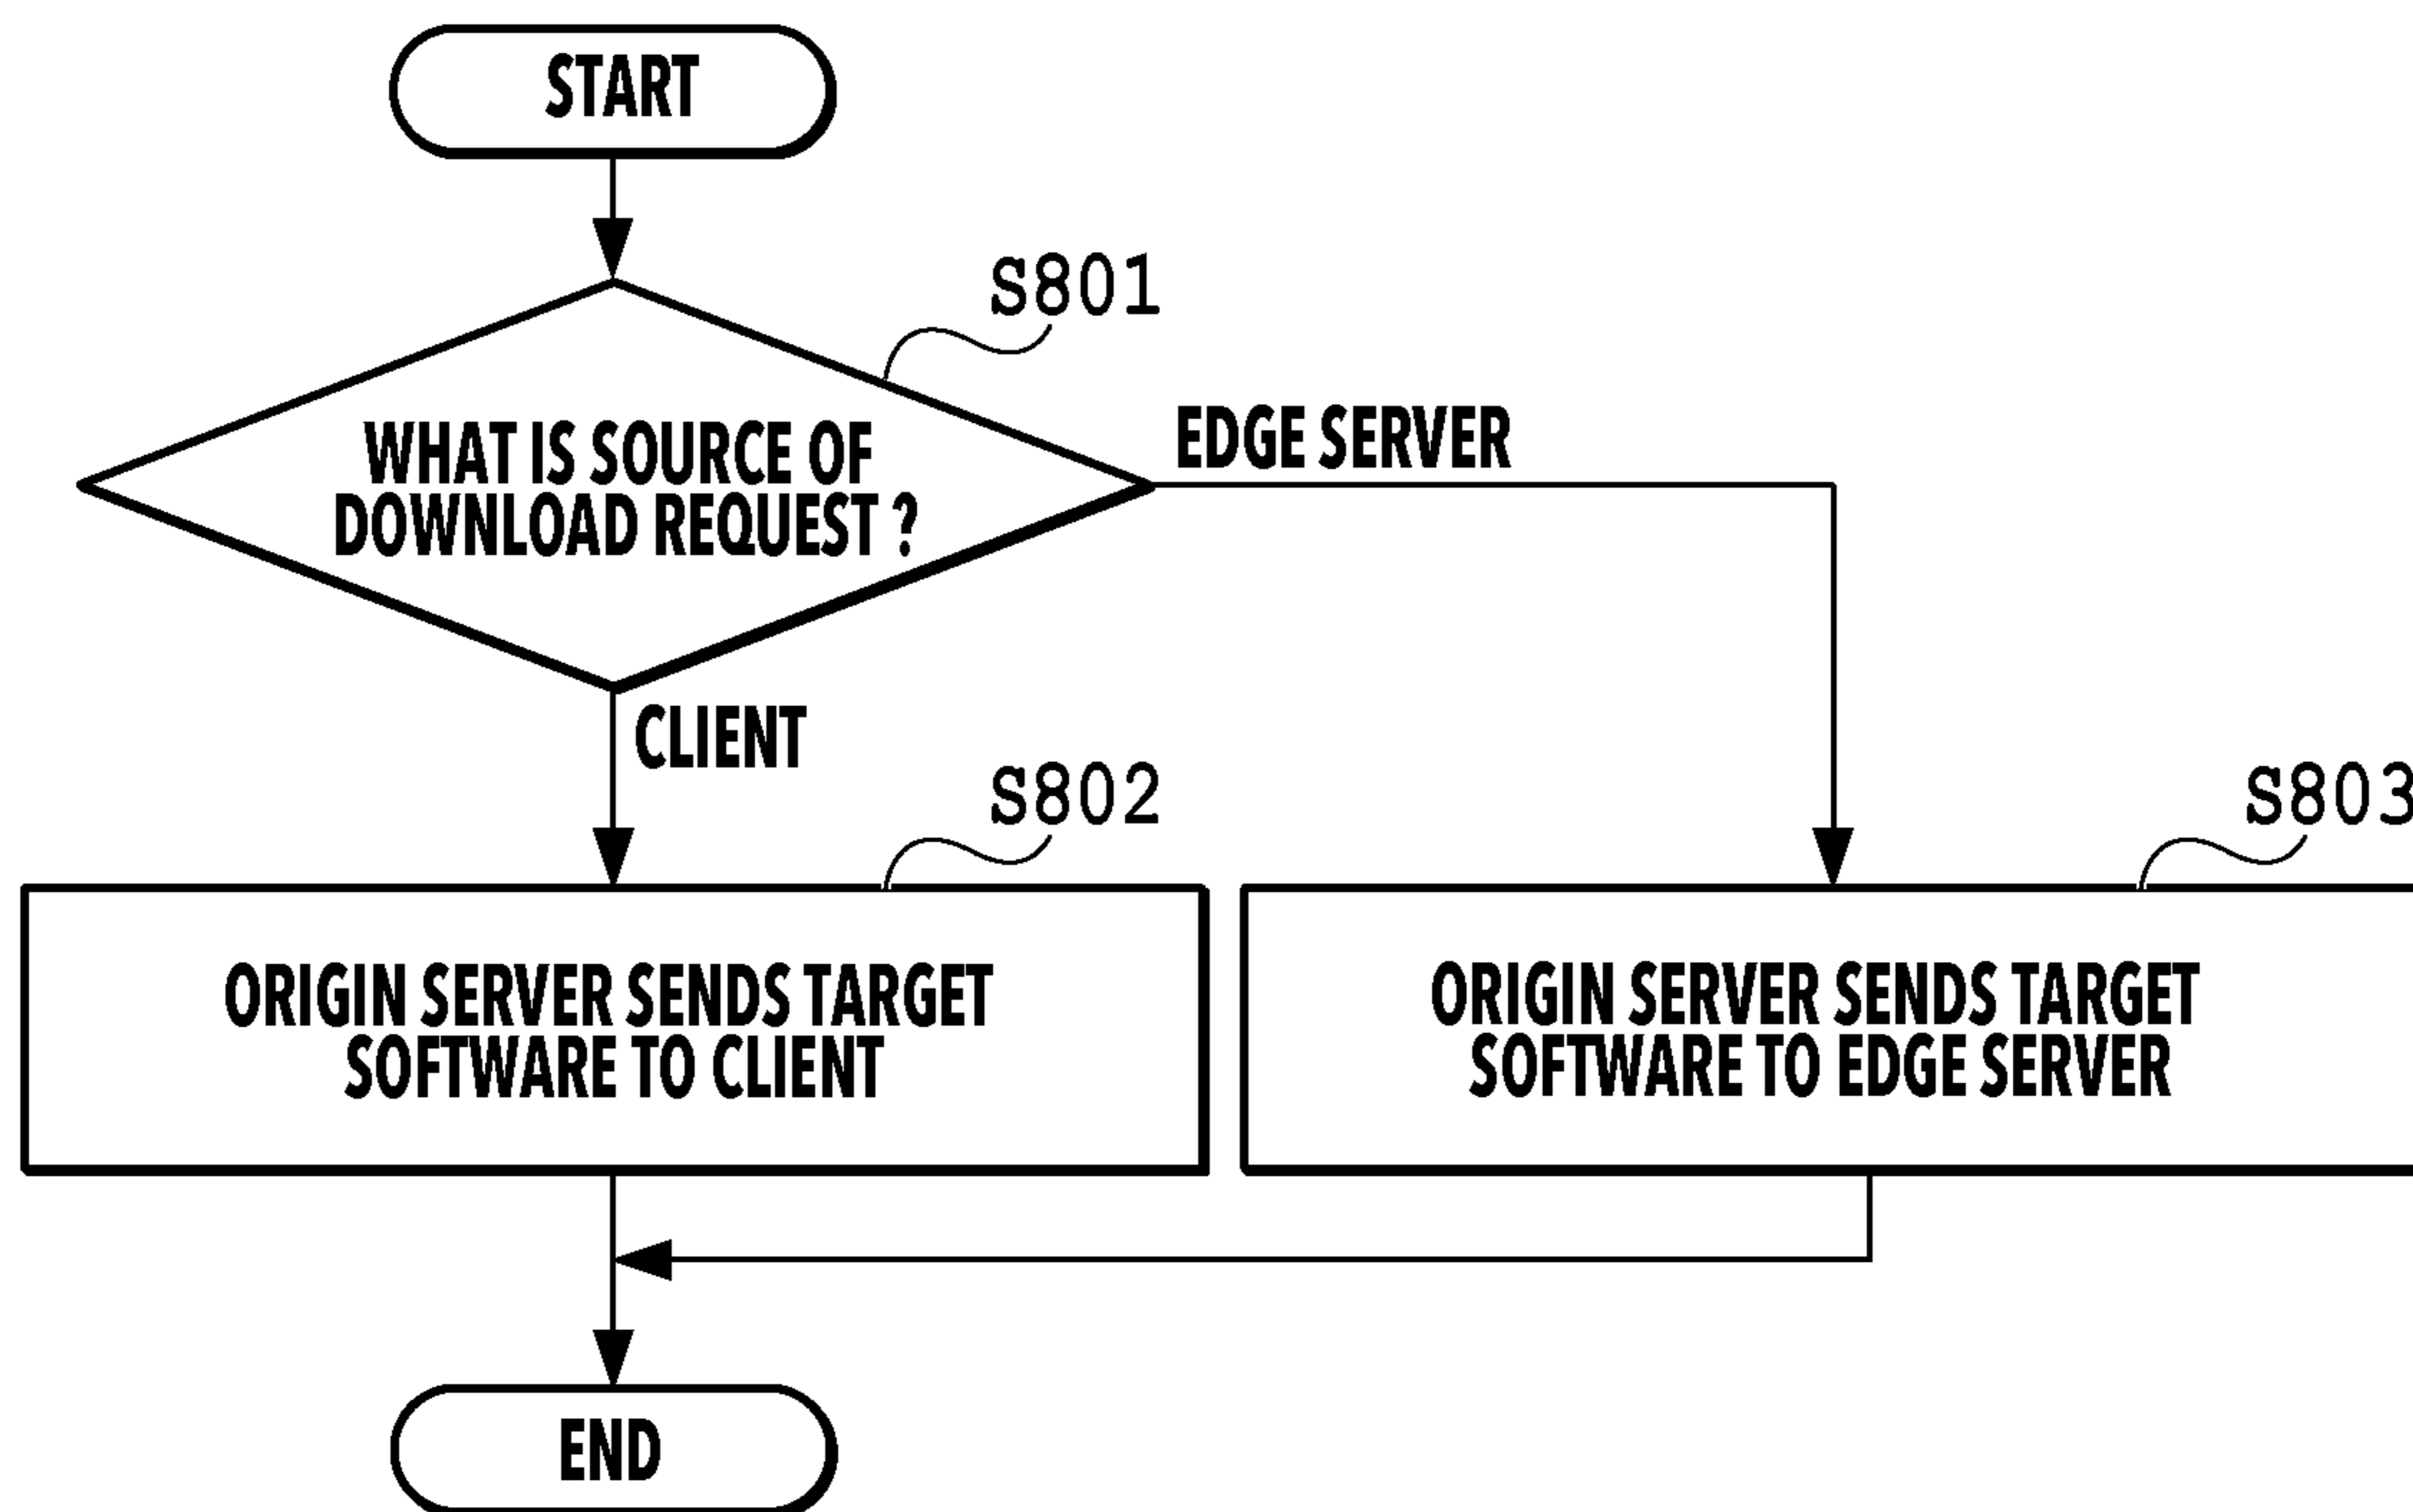 START
S801
WHAT IS SOURCE OF
DOWNLOAD REQUEST ?
EDGE SERVER
CLIENT
S802
S803
ORIGIN SERVER SENDS TARGET
SOFTWARE TO CLIENT
ORIGIN SERVER SENDS TARGET
SOFTWARE TO EDGE SERVER
END